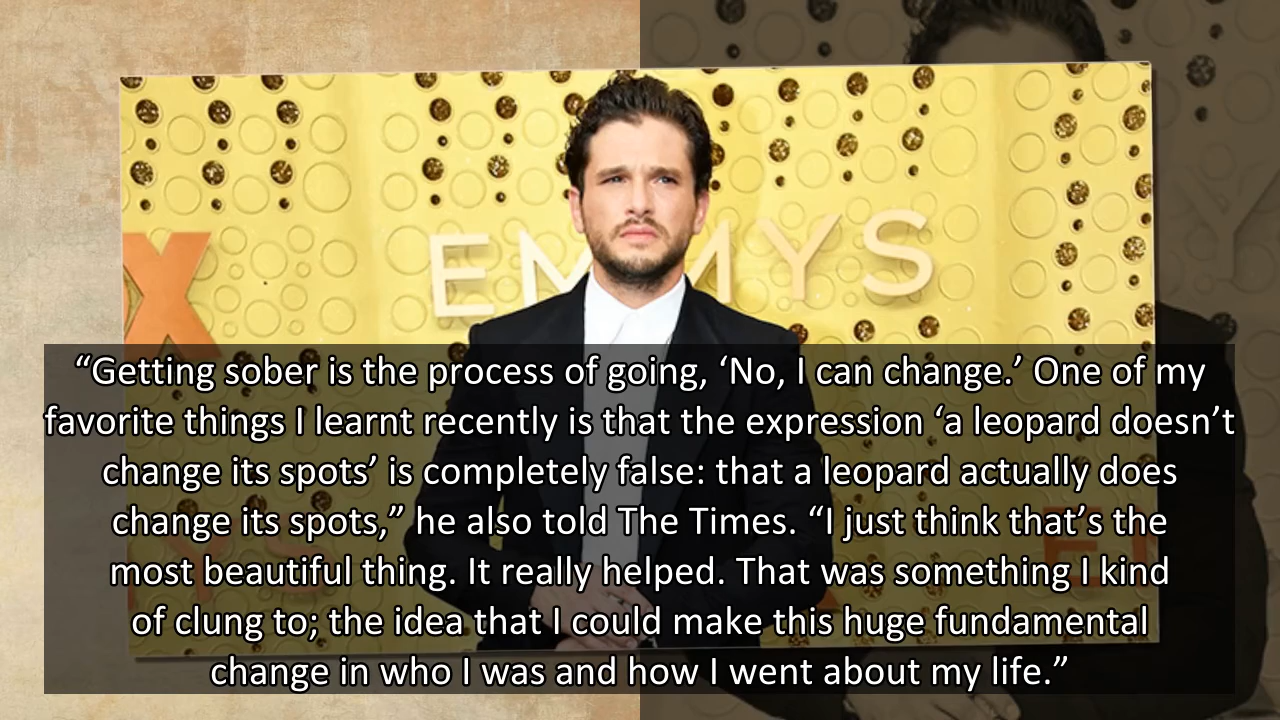 X
EMMYS
“Getting sober is the process of going, ‘No, I can change.’ One of my
favorite things I learnt recently is that the expression ‘a leopard doesn’t
change its spots’ is completely false: that a leopard actually does
change its spots,” he also told The Times. “I just think that’s the
most beautiful thing. It really helped. That was something I kind
of clung to; the idea that I could make this huge fundamental
change in who I was and how I went about my life.”